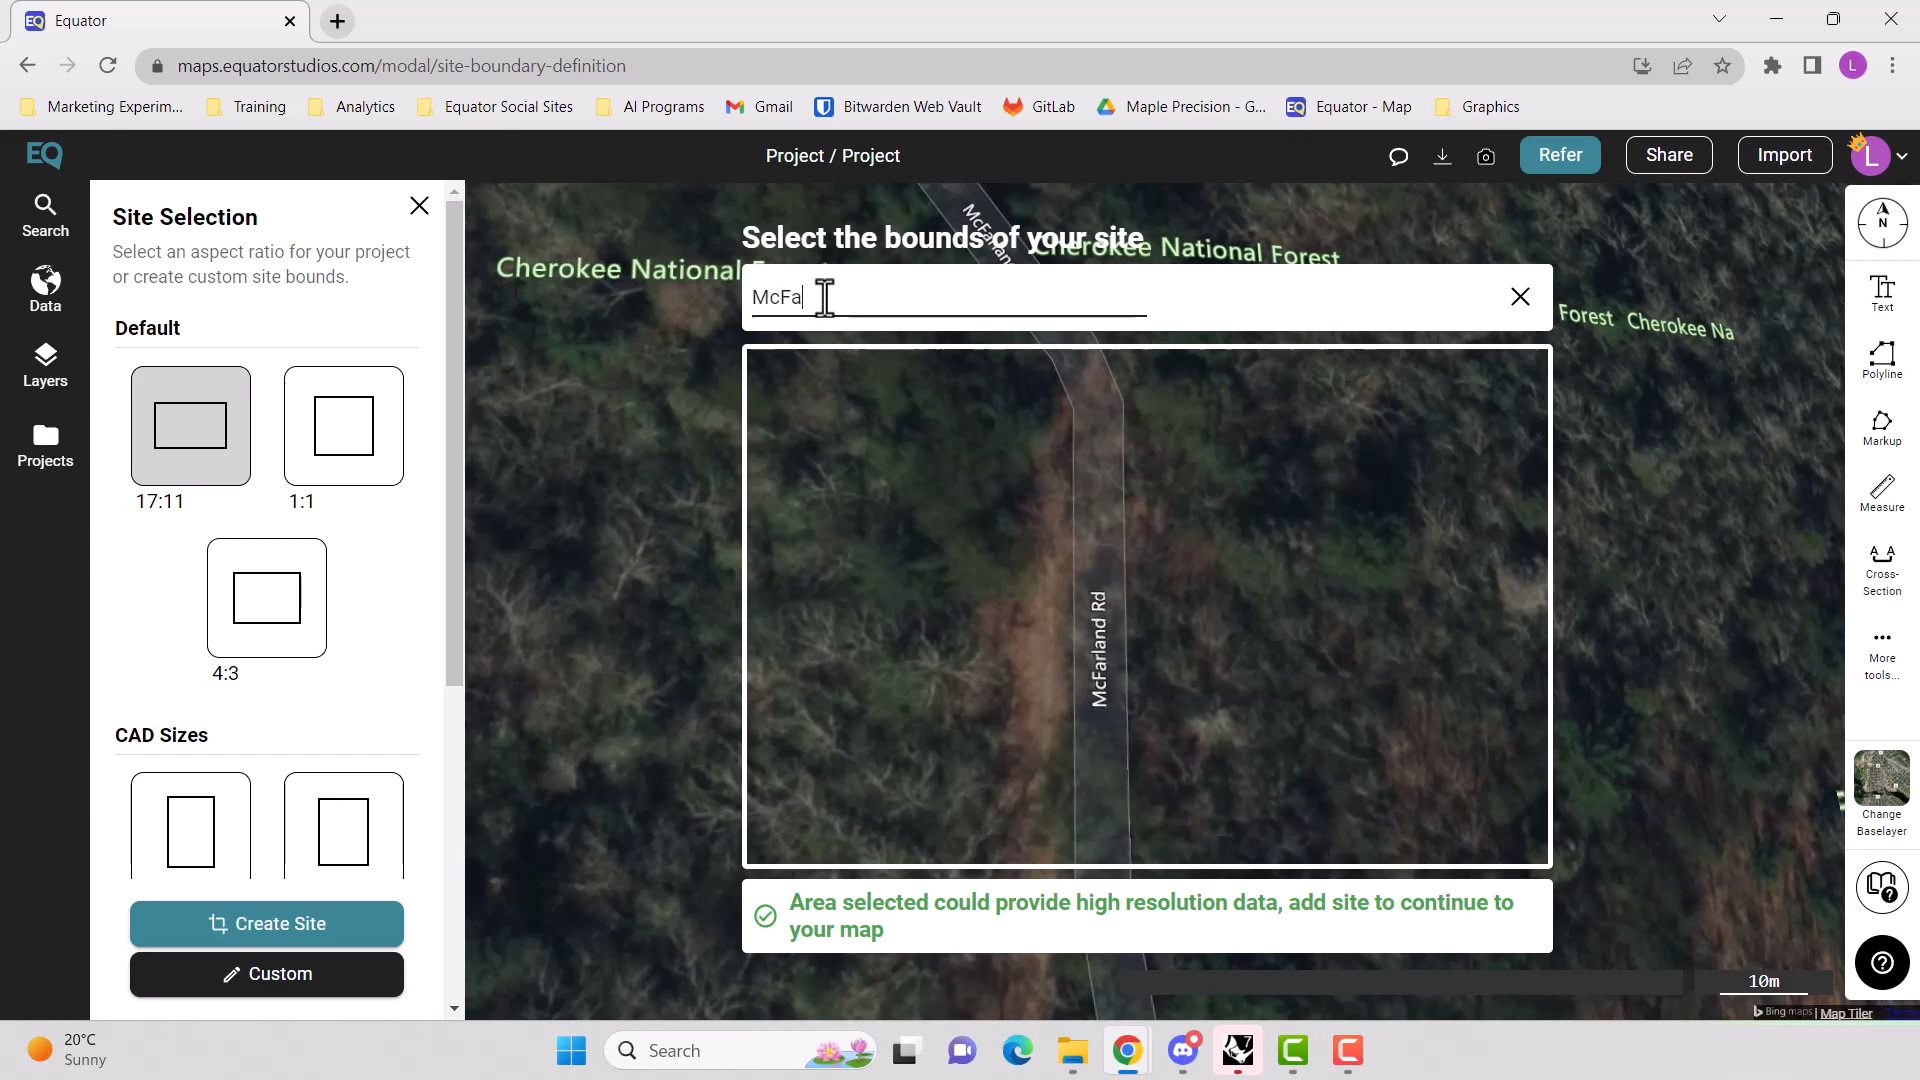 Equator
maps.equatorstudios.com/modal/site-boundary-definition
L
Marketing Experim...
Training
Analytics
Equator Social Sites
AI Programs
Gmail
Bitwarden Web Vault
GitLab
Maple Precision - G...
Equator - Map
Graphics
EQ
Project / Project
Refer
Share
Import
L
Search
Data
Layers
Projects
Site Selection
Select an aspect ratio for your project
or create custom site bounds.
Default
17:11
1:1
4:3
CAD Sizes
Create Site
Custom
Select the bounds of your site
Cherokee National Forest
Cherokee National
Forest Cherokee Na
McFa
McFarland Rd
Area selected could provide high resolution data, add site to continue to
your map
10m
Bing maps | Map Tiler
N
Text
Polyline
Markup
Measure
A A
Cross-
Section
More
tools...
Change
Baselayer
20°C
Sunny
Search